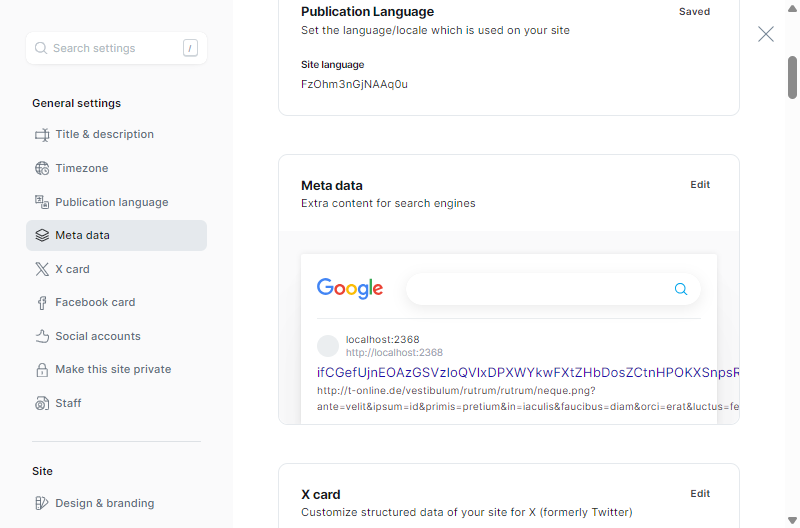 Search settings
/
General settings
Title & description
Timezone
Publication language
Meta data
X card
Facebook card
Social accounts
Make this site private
Staff
Site
Design & branding
Publication Language
Saved
Set the language/locale which is used on your site
Site language
FzOhm3nGjNAAq0u
Meta data
Edit
Extra content for search engines
Google
localhost:2368
http://localhost:2368
http://t-online.de/vestibulum/rutrum/rutrum/neque.png?
ante=velit&ipsum=id&primis=pretium&in=iaculis&faucibus=diam&orci=erat&luctus=fe
X card
Edit
Customize structured data of your site for X (formerly Twitter)